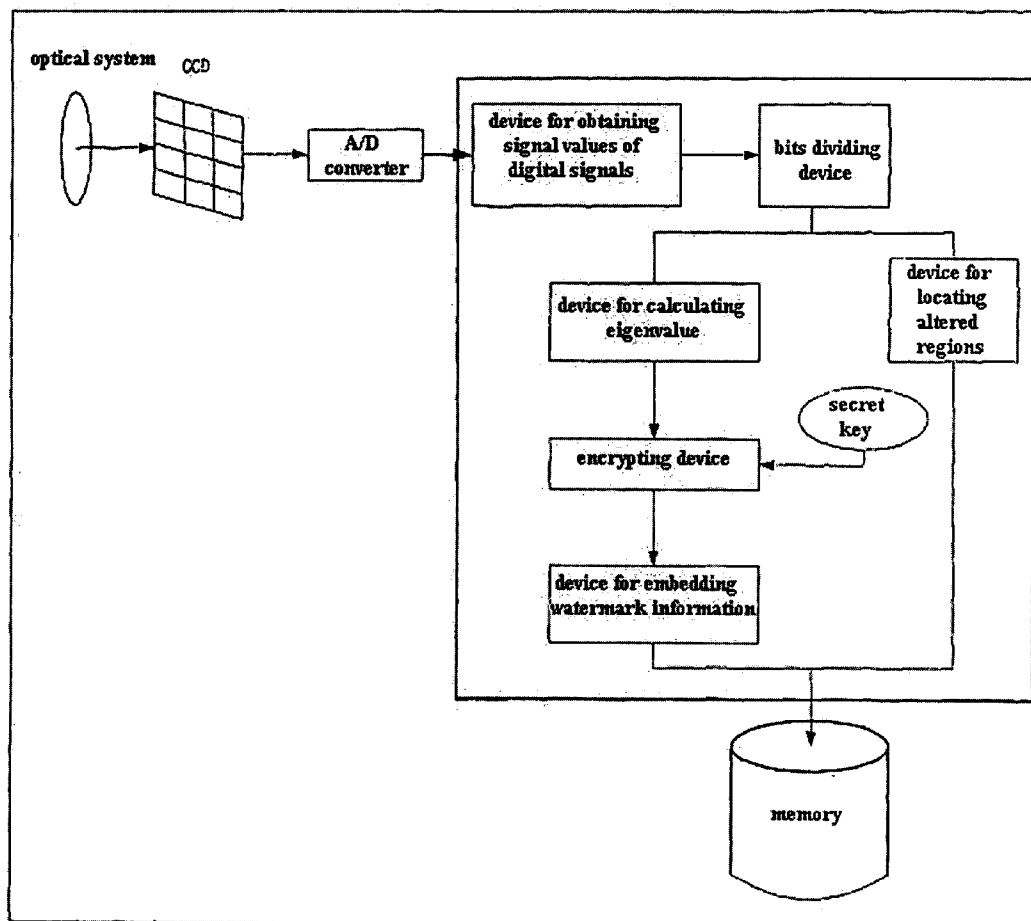 optical system
CCD
A/D
converter
device for obtaining
signal values of
digital signals
bits dividing
device
device for calculating
eigenvalue
device for
locating
altered
regions
secret
key
encrypting device
device for embedding
watermark information
memory